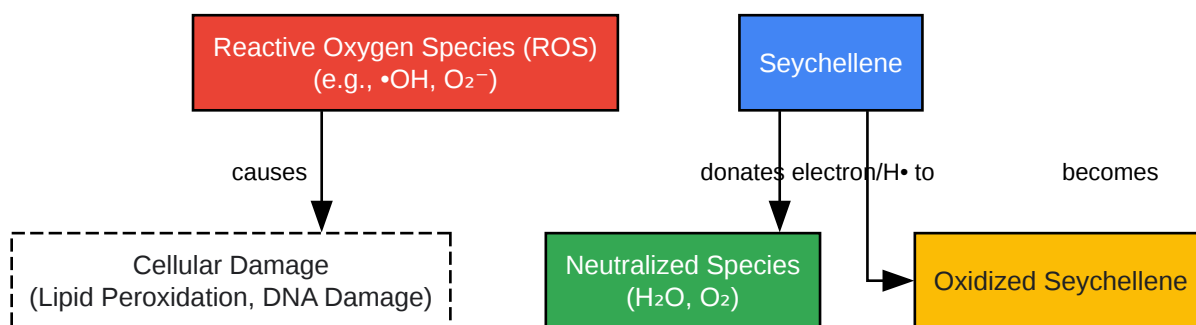 Reactive Oxygen Species (ROS)
(e.g., •OH, O₂⁻)
Seychellene
causes
donates electron/H• to
becomes
Cellular Damage
(Lipid Peroxidation, DNA Damage)
Neutralized Species
(H₂O, O₂)
Oxidized Seychellene